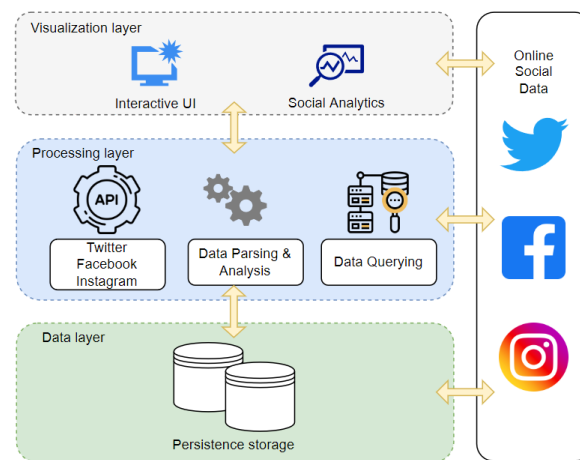 Visualization layer
Interactive UI
Social Analytics
Processing layer
API
Twitter
Facebook
Instagram
Data Parsing &
Analysis
Data Querying
Data layer
Persistence storage
Online
Social
Data